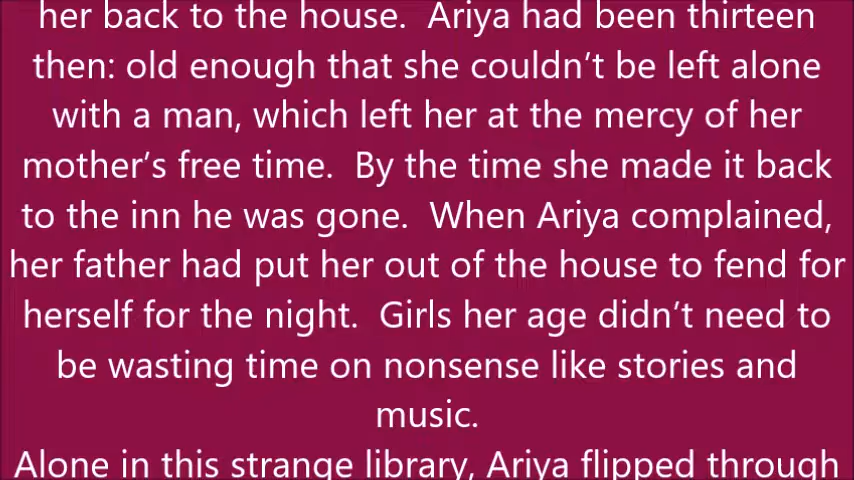 her back to the house.  Ariya had been thirteen
then: old enough that she couldn’t be left alone
with a man, which left her at the mercy of her
mother’s free time.  By the time she made it back
to the inn he was gone.  When Ariya complained,
her father had put her out of the house to fend for
herself for the night.  Girls her age didn’t need to
be wasting time on nonsense like stories and
music.
Alone in this strange library, Ariya flipped through